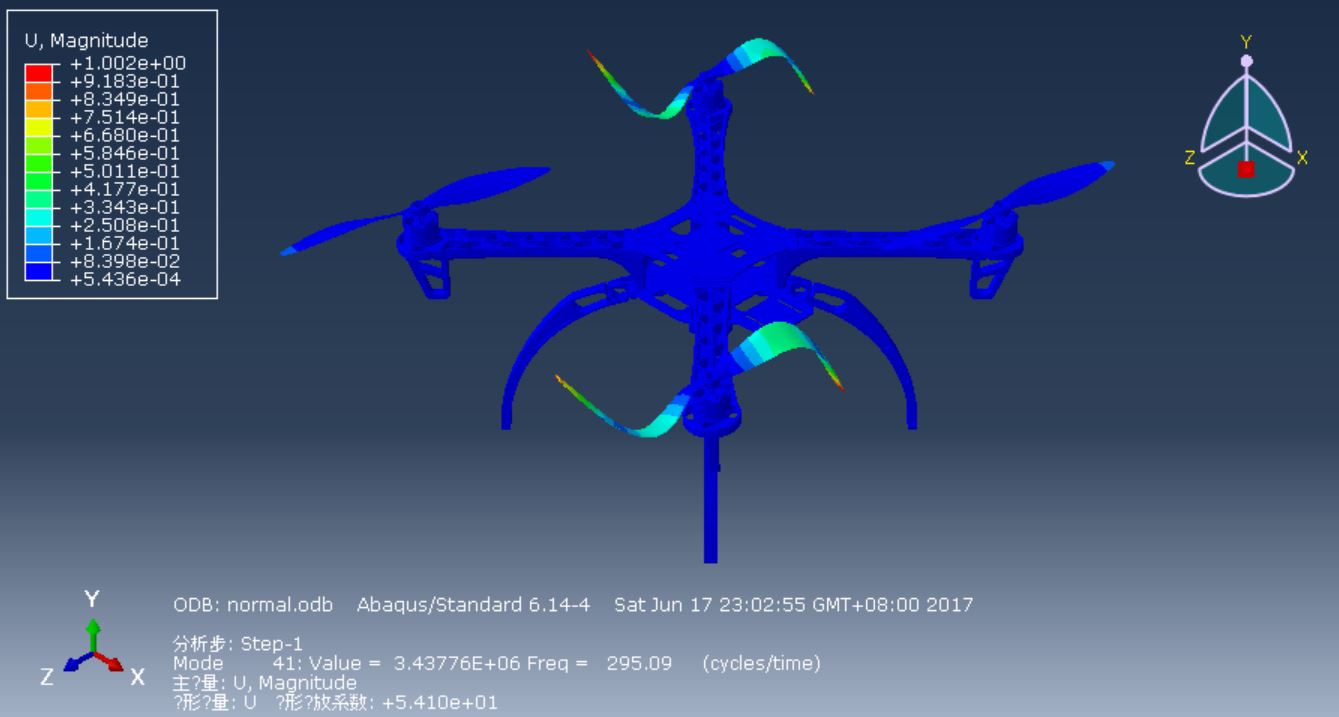 U, Magnitude
+1.002e+00
+9.183e-01
+8.349e-01
+7.514e-01
+6.680e-01
+5.846e-01
+5.011e-01
+4.177e-01
+3.343e-01
+2.508e-01
+1.674e-01
+8.398e-02
+5.436e-04
Y
Z
X
Y
Z
X
ODB: normal.odb Abaqus/Standard 6.14-4 Sat Jun 17 23:02:55 GMT+08:00 2017
分析步: Step-1
Mode 41: Value = 3.43776E+06 Freq = 295.09 (cycles/time)
主?量: U, Magnitude
?形?量: U ?形?放系数: +5.410e+01